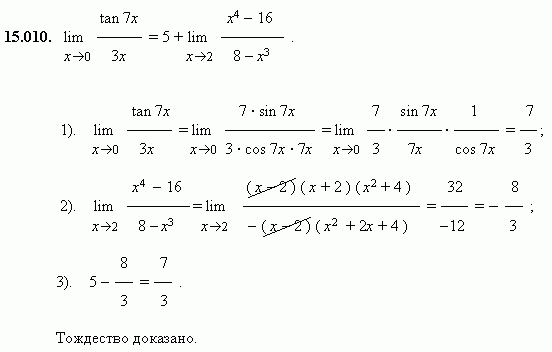 15.010. lim x→0 tan 7x / 3x = 5 + lim x→2 x⁴ – 16 / 8 – x³ .
1). lim x→0 tan 7x / 3x = lim x→0 7 · sin 7x / 3 · cos 7x · 7x = lim x→0 7/3 · sin 7x / 7x · 1 / cos 7x = 7/3 ;
2). lim x→2 x⁴ – 16 / 8 – x³ = lim x→2 (x – 2) (x + 2) (x² + 4) / – (x – 2) (x² + 2x + 4) = 32 / –12 = – 8/3 ;
3). 5 – 8/3 = 7/3 .
Тождество доказано.